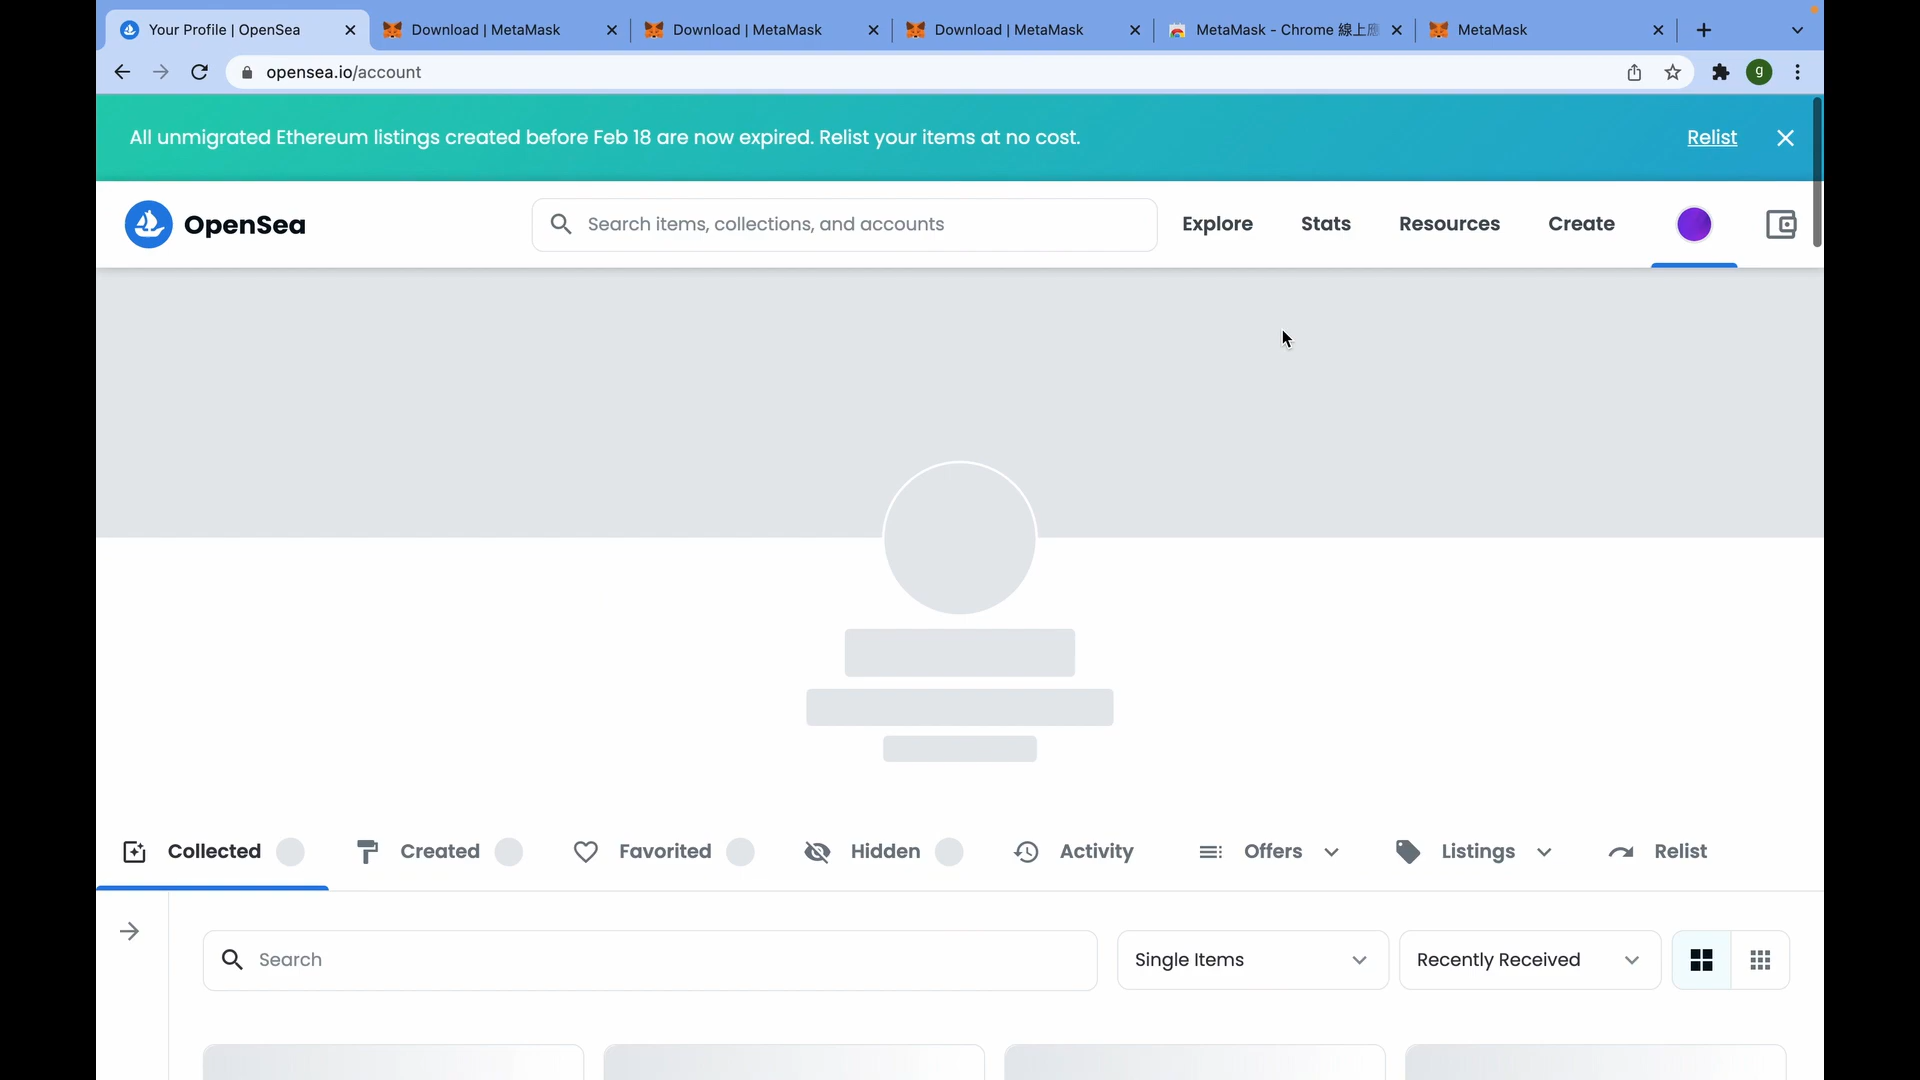 Your Profile | OpenSea
Download | MetaMask
Download | MetaMask
Download | MetaMask
MetaMask - Chrome 線上應
MetaMask
opensea.io/account
g
All unmigrated Ethereum listings created before Feb 18 are now expired. Relist your items at no cost.
Relist
OpenSea
Search items, collections, and accounts
Explore
Stats
Resources
Create
Collected
Created
Favorited
Hidden
Activity
Offers
Listings
Relist
Search
Single Items
Recently Received